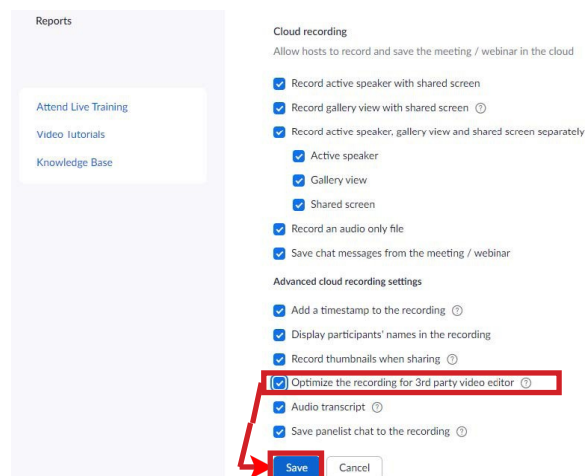 Reports
Attend Live Training
Video Tutorials
Knowledge Base
Cloud recording
Allow hosts to record and save the meeting / webinar in the cloud
Record active speaker with shared screen
Record gallery view with shared screen
Record active speaker, gallery view and shared screen separately
Active speaker
Gallery view
Shared screen
Record an audio only file
Save chat messages from the meeting / webinar
Advanced cloud recording settings
Add a timestamp to the recording
Display participants' names in the recording
Record thumbnails when sharing
Optimize the recording for 3rd party video editor
Audio transcript
Save panelist chat to the recording
Save
Cancel